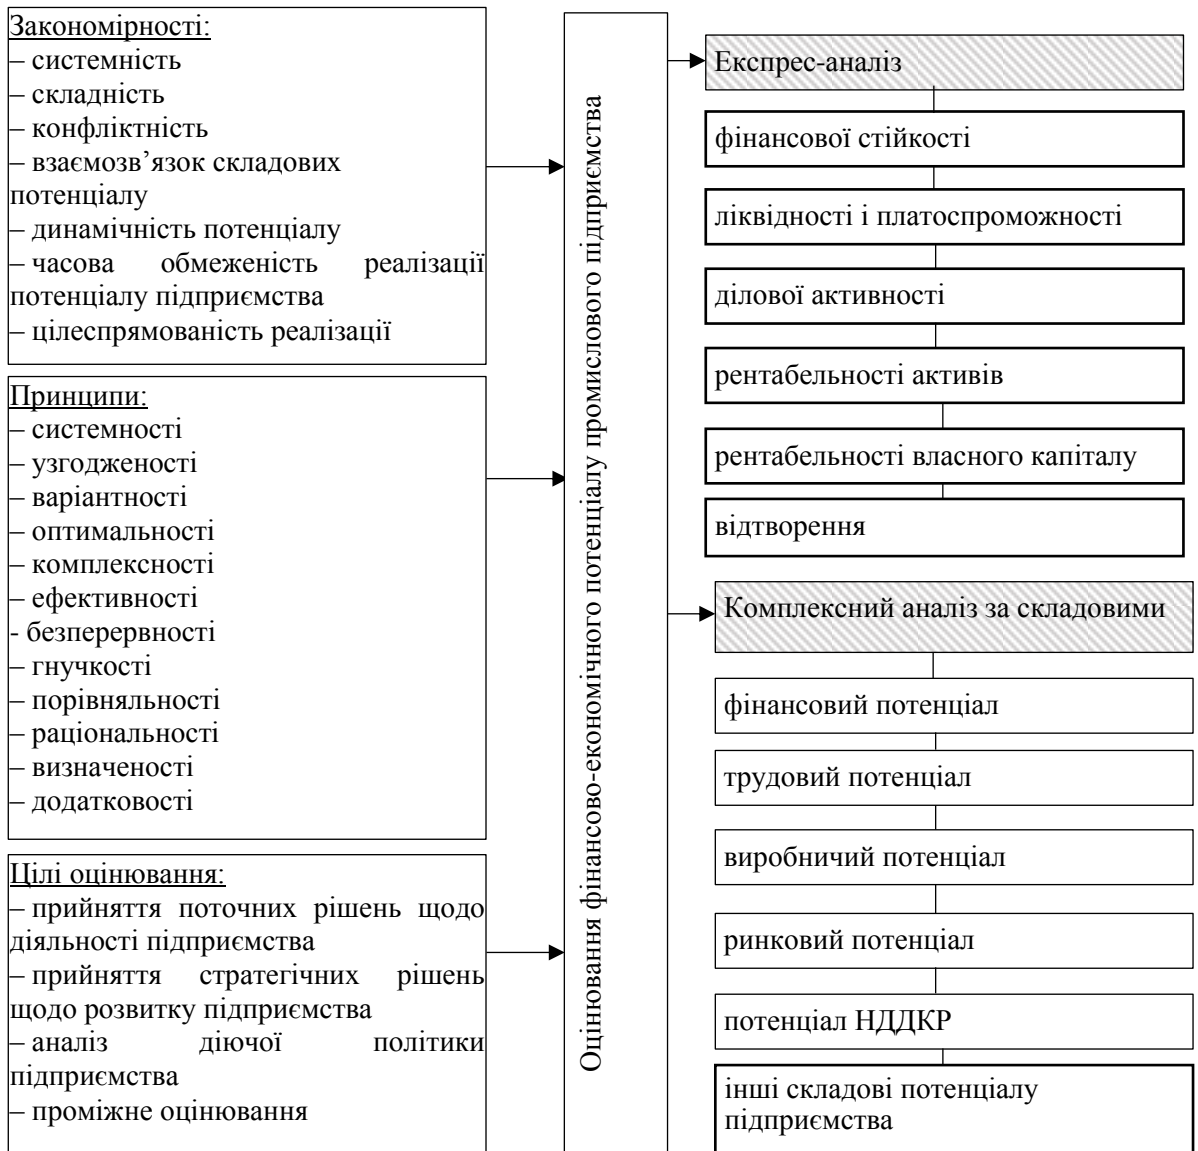 Закономірності:
– системність
– складність
– конфліктність
– взаємозв’язок складових
потенціалу
– динамічність потенціалу
– часова обмеженість реалізації
потенціалу підприємства
– цілеспрямованість реалізації
Принципи:
– системності
– узгодженості
– варіантності
– оптимальності
– комплексності
– ефективності
- безперервності
– гнучкості
– порівняльності
– раціональності
– визначеності
– додатковості
Цілі оцінювання:
– прийняття поточних рішень щодо
діяльності підприємства
– прийняття стратегічних рішень
щодо розвитку підприємства
– аналіз діючої політики
підприємства
– проміжне оцінювання
Оцінювання фінансово-економічного потенціалу промислового підприємства
Експрес-аналіз
фінансової стійкості
ліквідності і платоспроможності
ділової активності
рентабельності активів
рентабельності власного капіталу
відтворення
Комплексний аналіз за складовими
фінансовий потенціал
трудовий потенціал
виробничий потенціал
ринковий потенціал
потенціал НДДКР
інші складові потенціалу
підприємства